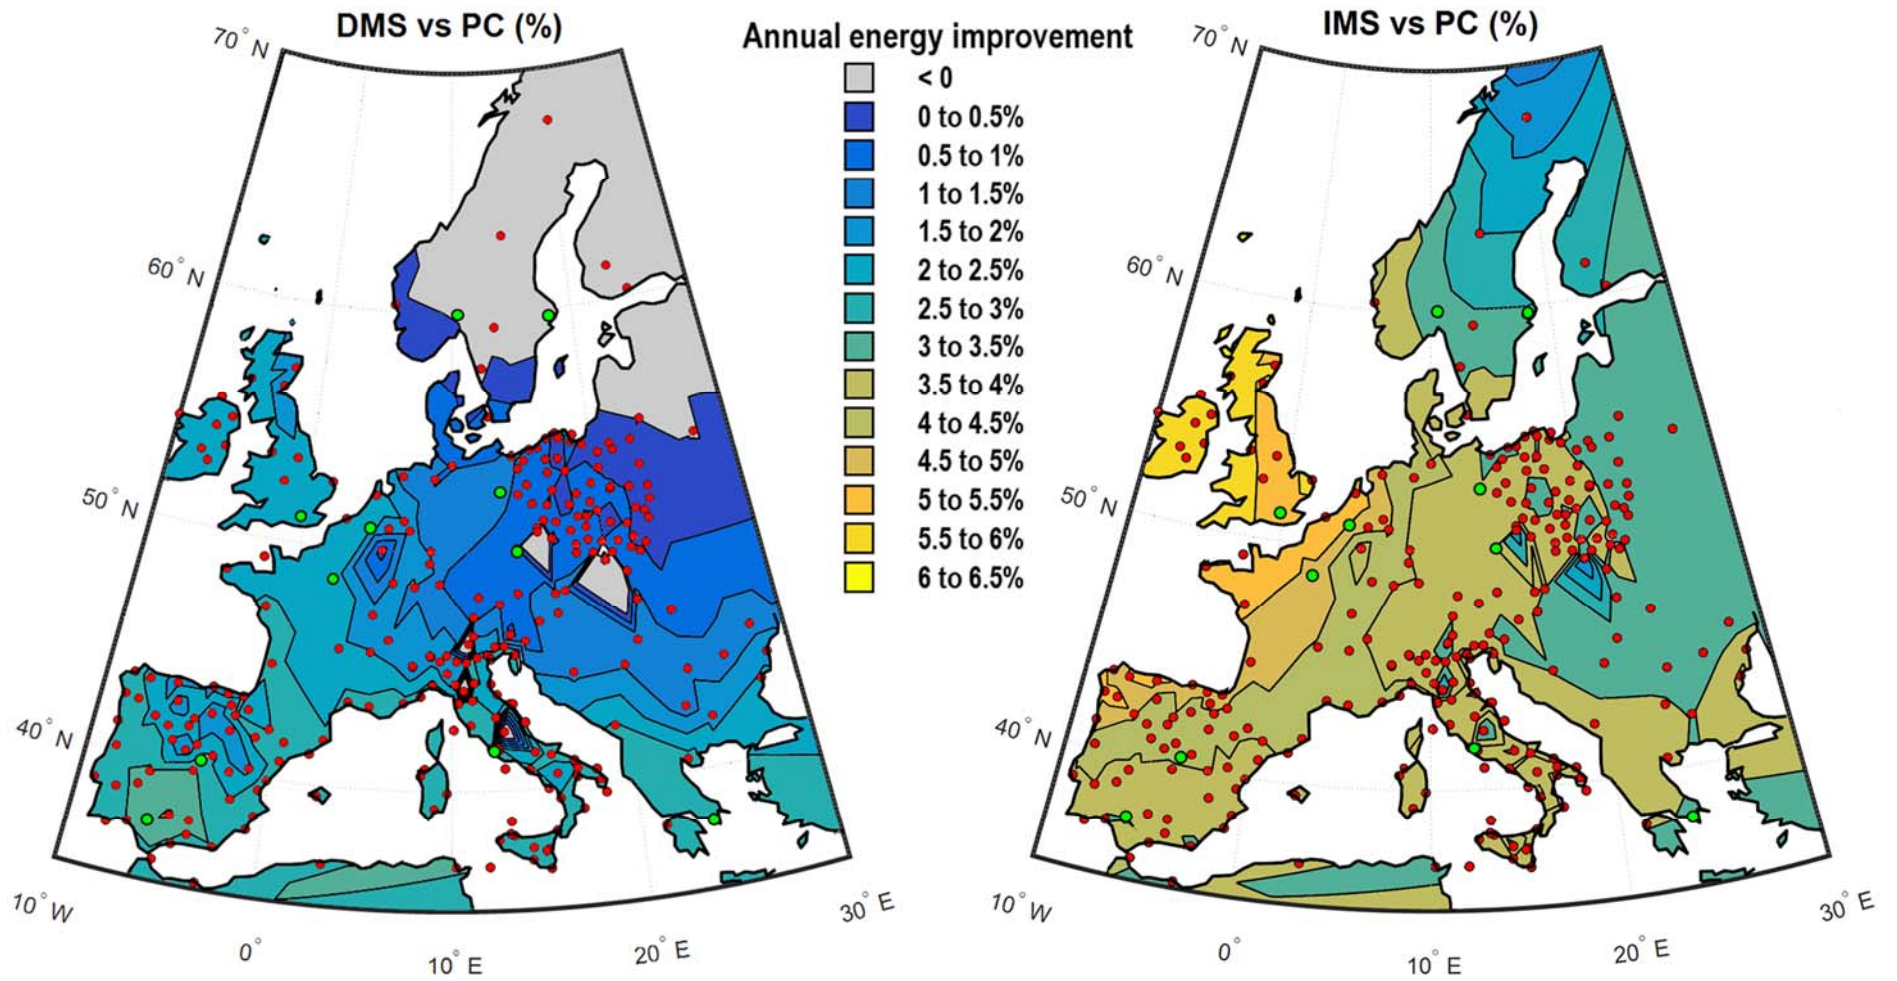 DMS vs PC (%)
70° N
60° N
50° N
40° N
10° W
0°
10° E
20° E
30° E
Annual energy improvement
< 0
0 to 0.5%
0.5 to 1%
1 to 1.5%
1.5 to 2%
2 to 2.5%
2.5 to 3%
3 to 3.5%
3.5 to 4%
4 to 4.5%
4.5 to 5%
5 to 5.5%
5.5 to 6%
6 to 6.5%
IMS vs PC (%)
70° N
60° N
50° N
40° N
10° W
0°
10° E
20° E
30° E